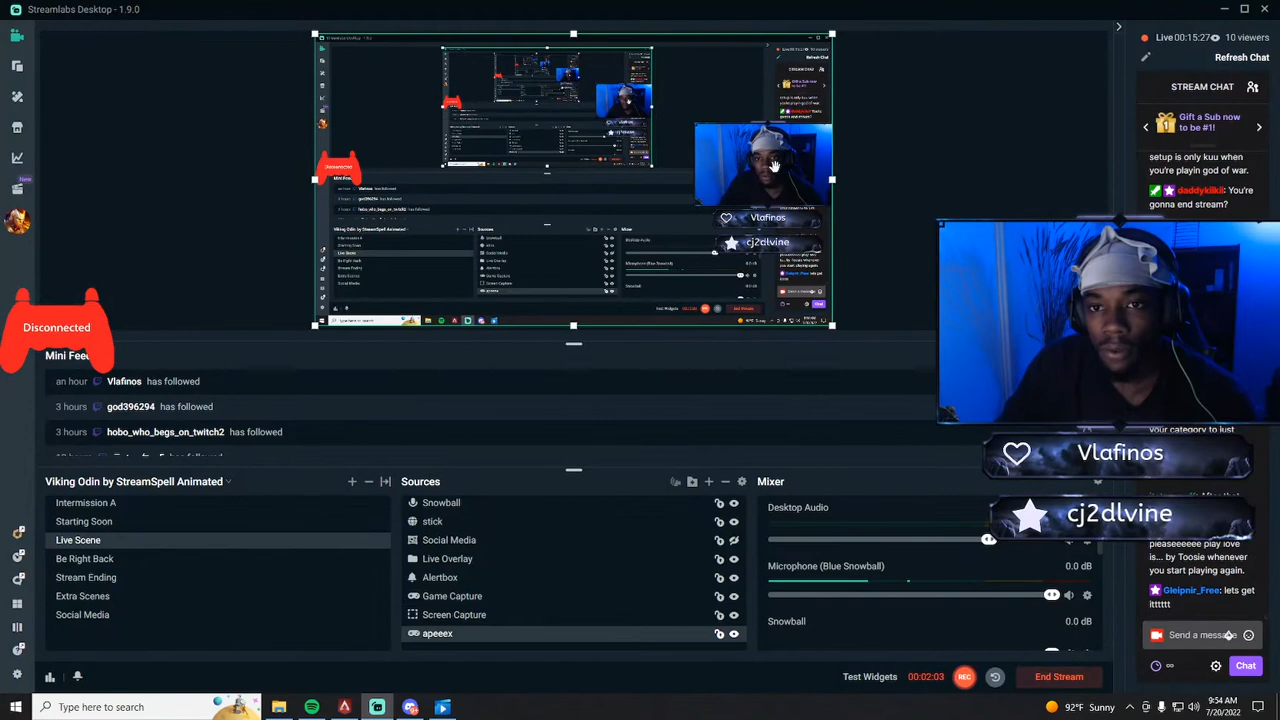 Streamlabs Desktop - 1.9.0
Live 00:15:27 10 viewers
Refresh Chat
STREAM CHAT
Gift a Sub now
to be
or kuu when
you're playing god of war.
daddykilkil: You're
gonna end stream?
Disconnected
Mini Feed
an hour Vlafinos has followed
3 hours god396294 has followed
3 hours hobo_who_begs_on_twitch2 has followed
your category to just
Vlafinos
cj2dlvine
Viking Odin by StreamSpell Animated
Intermission A
Starting Soon
Live Scene
Be Right Back
Stream Ending
Extra Scenes
Social Media
Sources
Snowball
stick
Social Media
Live Overlay
Alertbox
Game Capture
Screen Capture
apeeex
Mixer
Desktop Audio
Microphone (Blue Snowball) 0.0 dB
Snowball 0.0 dB
pleaseeeee play love
is.... by Toosie whenever
you start playing again.
Gleipnir_Free: lets get
itttttt
Send a message
Chat
Test Widgets 00:02:03 REC End Stream
Type here to search
92°F Sunny
9:54 AM
7/20/2022